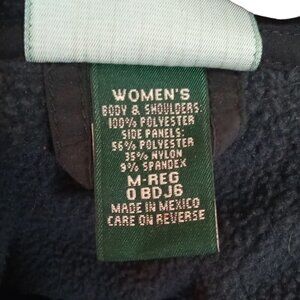 WOMEN'S
BODY & SHOULDERS:
100% POLYESTER
SIDE PANELS:
56% POLYESTER
35% NYLON
9% SPANDEX
M-REG
0 BDJ6
MADE IN MEXICO
CARE ON REVERSE